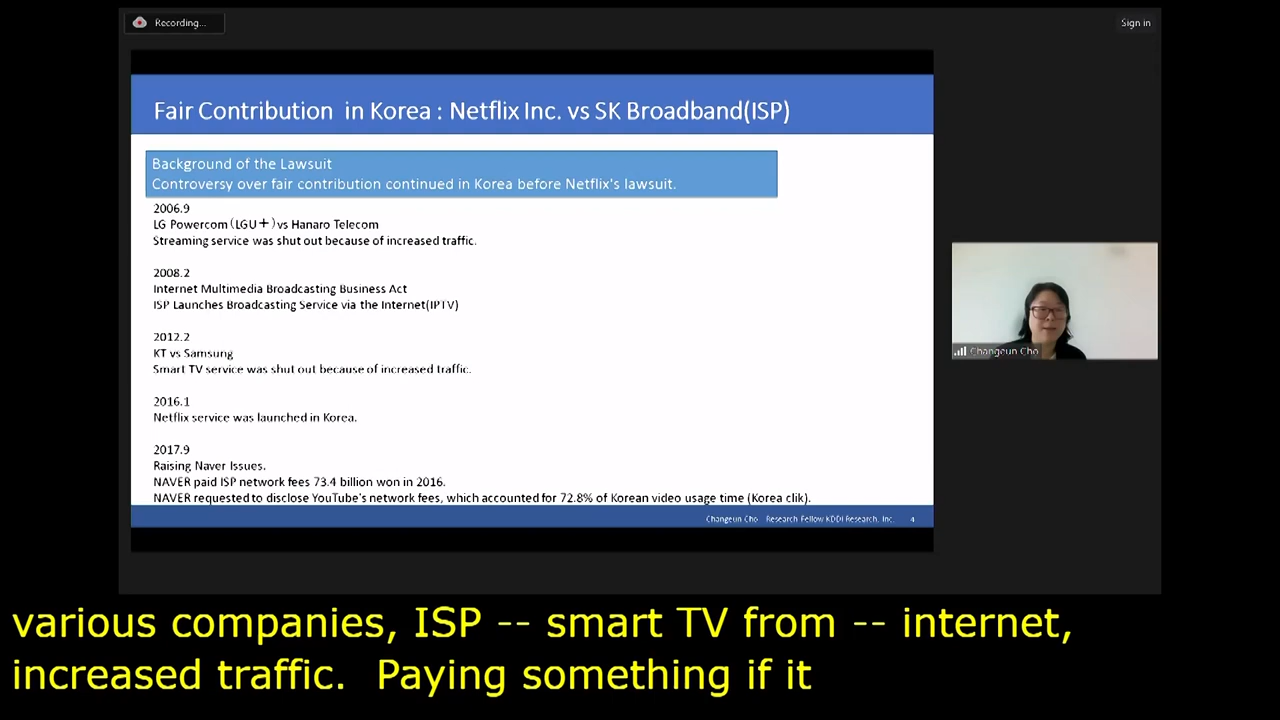 Recording...
Sign in
Fair Contribution in Korea : Netflix Inc. vs SK Broadband(ISP)
Background of the Lawsuit
Controversy over fair contribution continued in Korea before Netflix's lawsuit.
2006.9
LG Powercom（LGU＋）vs Hanaro Telecom
Streaming service was shut out because of increased traffic.
2008.2
Internet Multimedia Broadcasting Business Act
ISP Launches Broadcasting Service via the Internet(IPTV)
2012.2
KT vs Samsung
Smart TV service was shut out because of increased traffic.
2016.1
Netflix service was launched in Korea.
2017.9
Raising Naver Issues.
NAVER paid ISP network fees 73.4 billion won in 2016.
NAVER requested to disclose YouTube's network fees, which accounted for 72.8% of Korean video usage time (Korea clik).
Changeun Cho Research Fellow KDDI Research, Inc. 4
Changeun Cho
various companies, ISP -- smart TV from -- internet,
increased traffic. Paying something if it